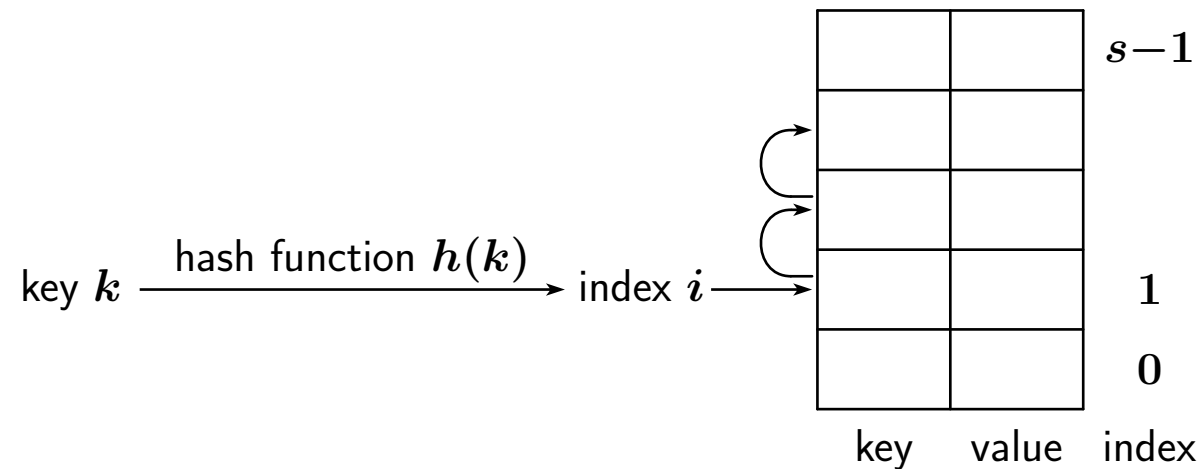 s−1
hash function h(k)
key k
index i
1
0
key value index